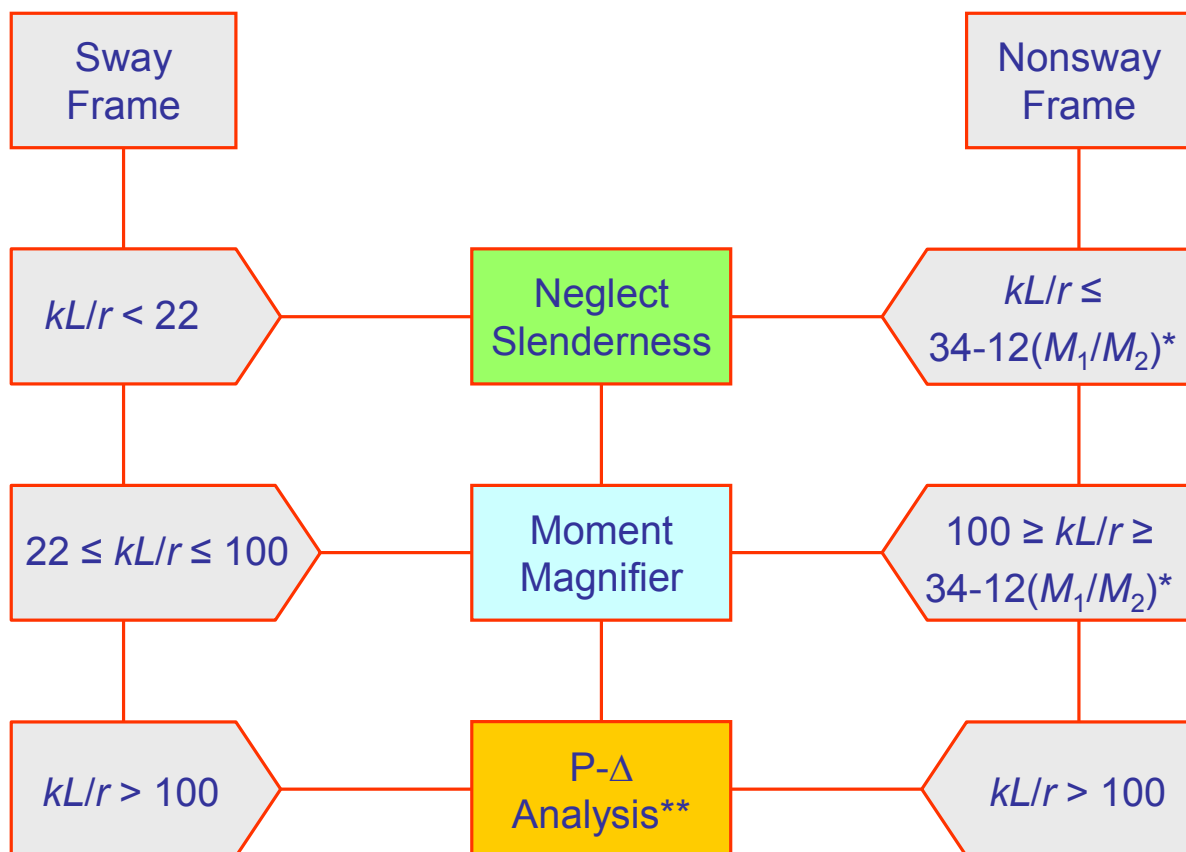 Sway
Frame
Nonsway
Frame
kL/r < 22
Neglect
Slenderness
kL/r ≤
34-12(M₁/M₂)*
22 ≤ kL/r ≤ 100
Moment
Magnifier
100 ≥ kL/r ≥
34-12(M₁/M₂)*
kL/r > 100
P-Δ
Analysis**
kL/r > 100